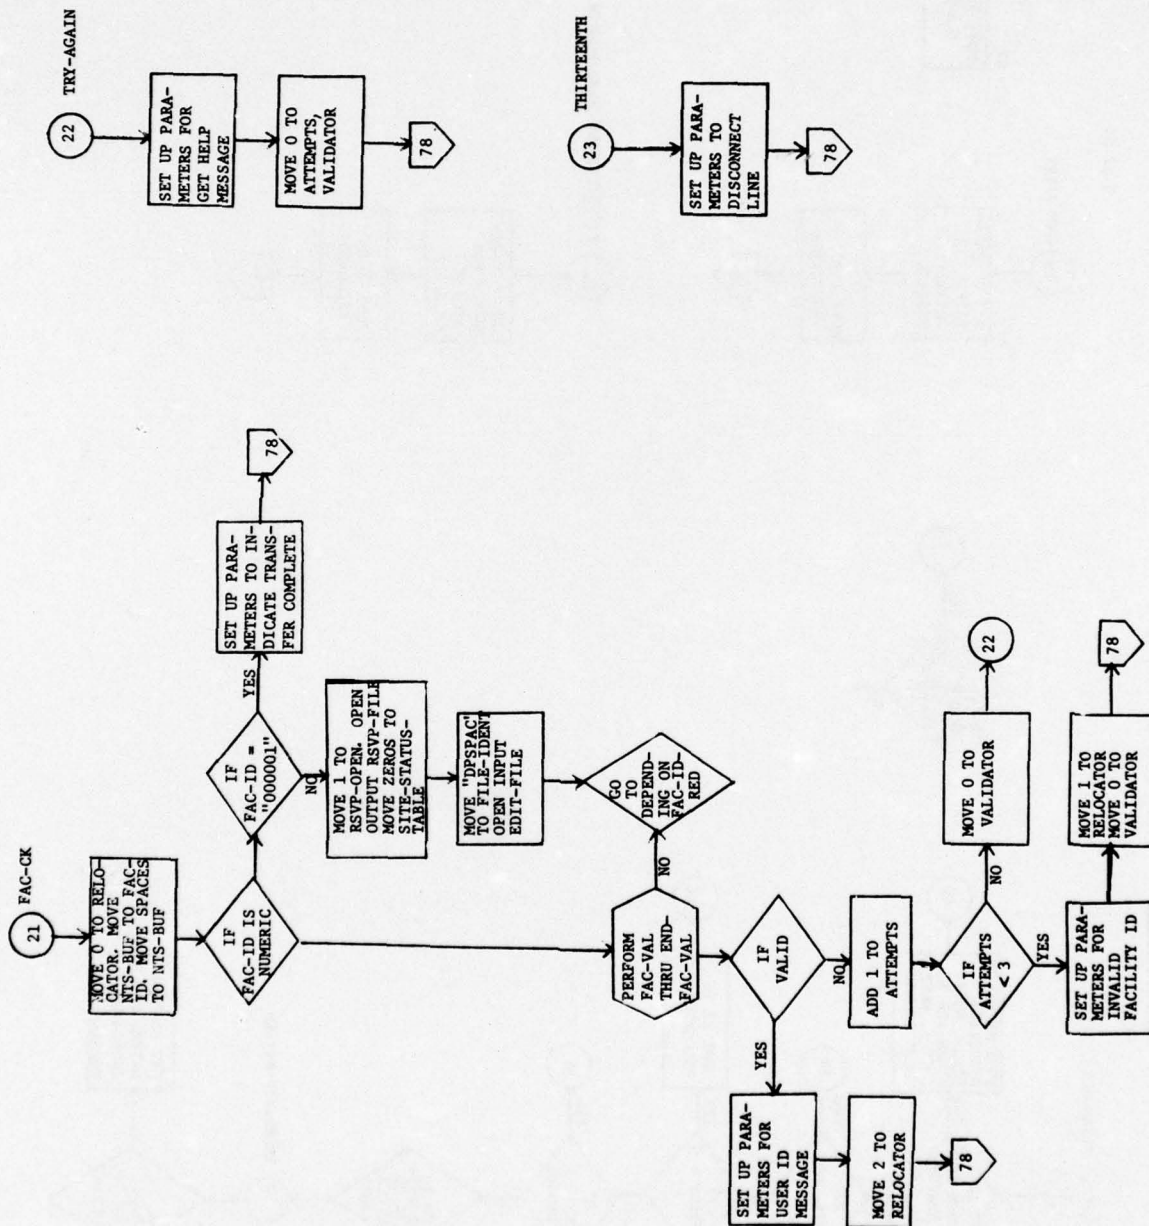 21
FAC-CK
MOVE 0 TO RELO-
CATOR. MOVE
NTS-BUF TO FAC-
ID. MOVE SPACES
TO NTS-BUF
IF
FAC-ID IS
NUMERIC
IF
FAC-ID =
"000001"
YES
SET UP PARA-
METERS TO IN-
DICATE TRANS-
FER COMPLETE
78
NO
MOVE 1 TO
RSVP-OPEN. OPEN
OUTPUT RSVP-FILE
MOVE ZEROS TO
SITE-STATUS-
TABLE
MOVE "DPSPAC"
TO FILE-IDENT
OPEN INPUT
EDIT-FILE
GO
TO
DEPEND-
ING ON
FAC-ID-
RED
NO
PERFORM
FAC-VAL
THRU END-
FAC-VAL
IF
VALID
YES
SET UP PARA-
METERS FOR
USER ID
MESSAGE
MOVE 2 TO
RELOCATOR
78
NO
ADD 1 TO
ATTEMPTS
IF
ATTEMPTS
< 3
NO
MOVE 0 TO
VALIDATOR
22
YES
SET UP PARA-
METERS FOR
INVALID
FACILITY ID
MOVE 1 TO
RELOCATOR
MOVE 0 TO
VALIDATOR
78
22
TRY-AGAIN
SET UP PARA-
METERS FOR
GET HELP
MESSAGE
MOVE 0 TO
ATTEMPTS,
VALIDATOR
78
23
THIRTEENTH
SET UP PARA-
METERS TO
DISCONNECT
LINE
78